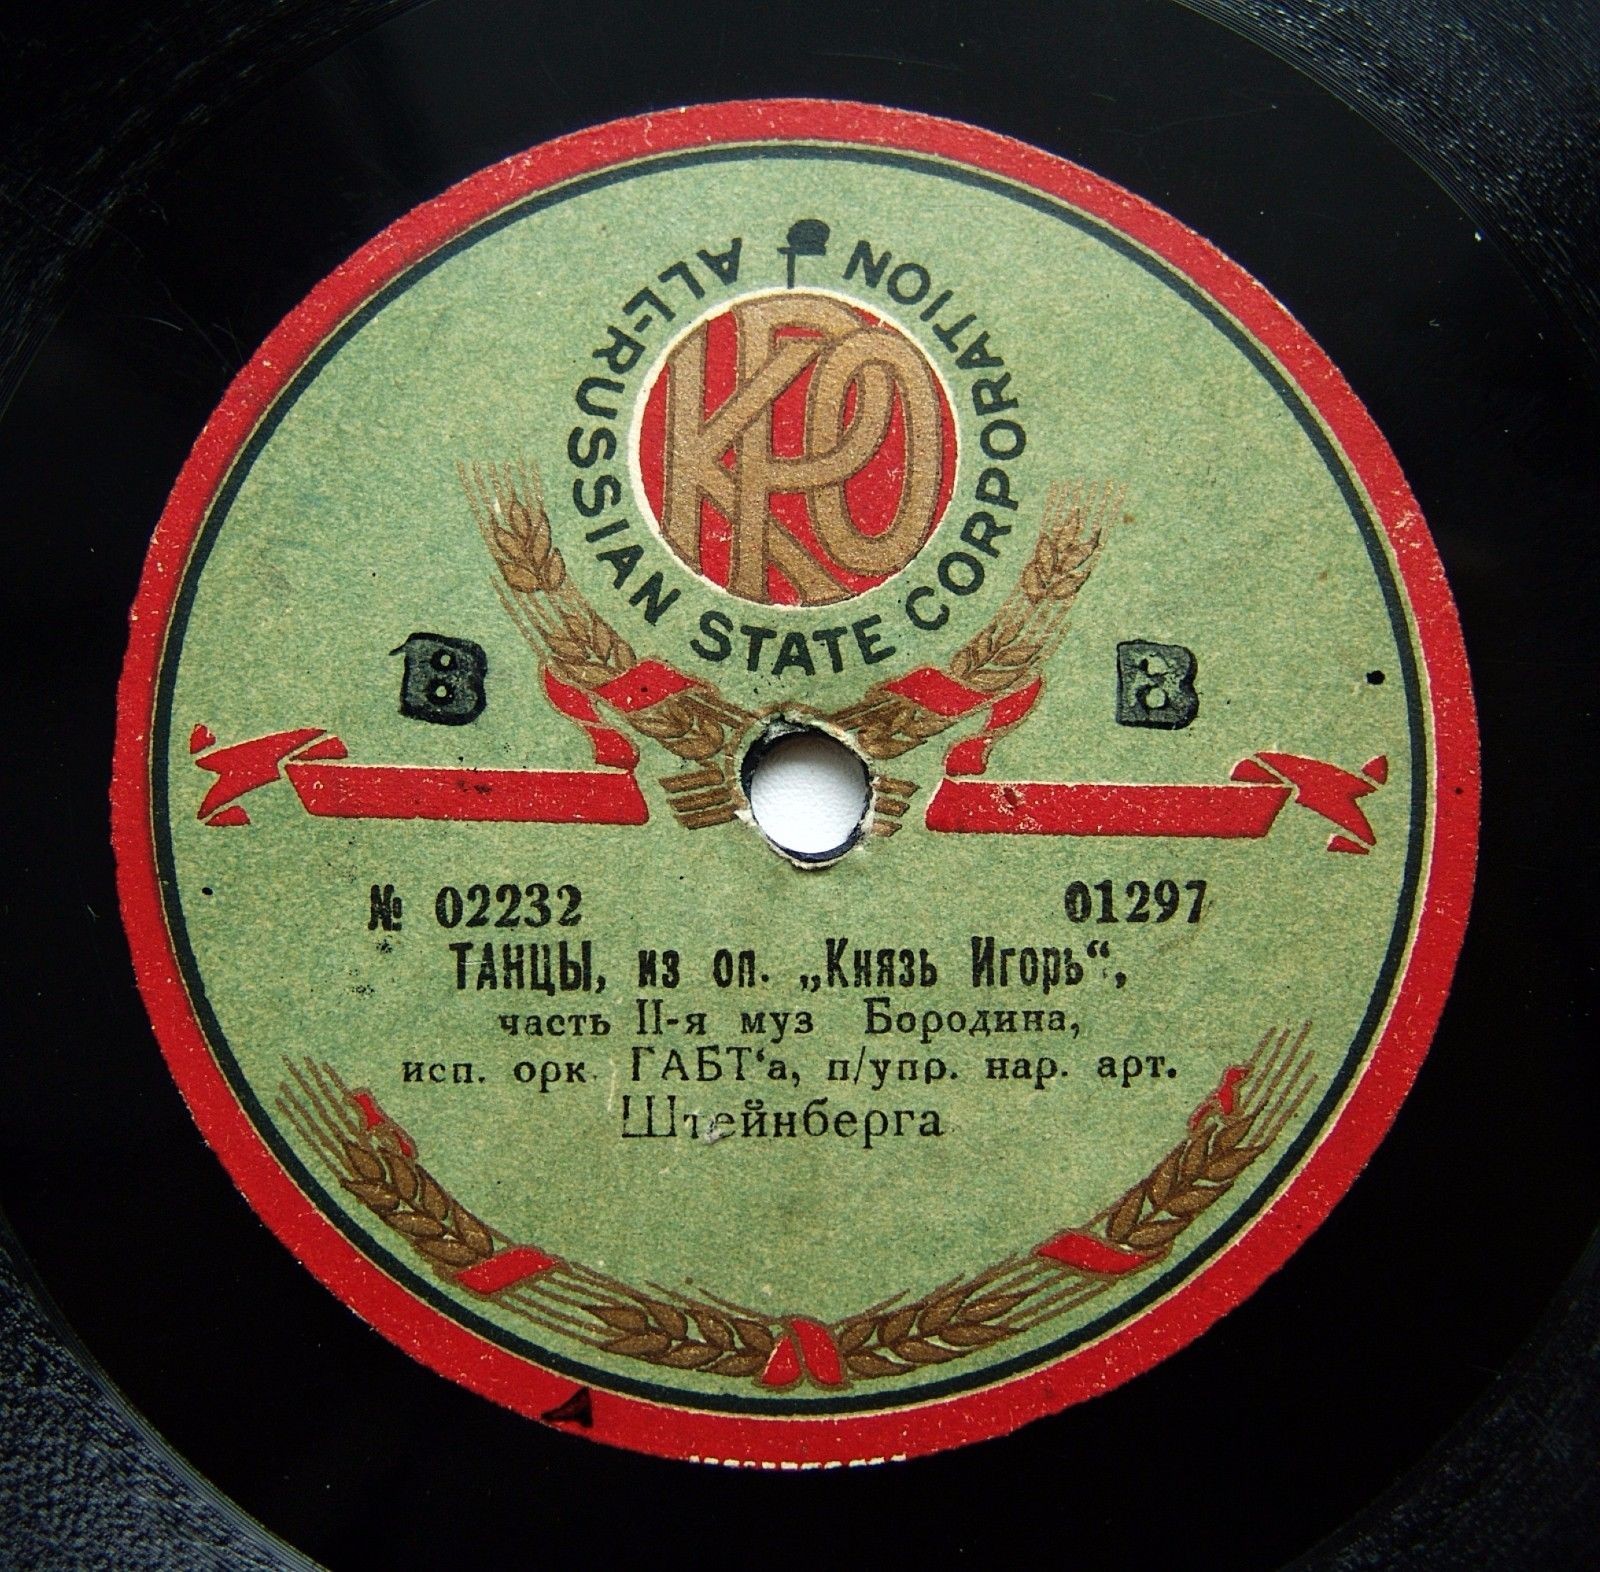 ALL-RUSSIAN STATE CORPORATION
КРО
В В
№ 02232 01297
ТАНЦЫ, из оп. „Князь Игорь“,
часть II-я муз Бородина,
исп. орк. ГАБТ‘а, п/упр. нар. арт.
Штейнберга